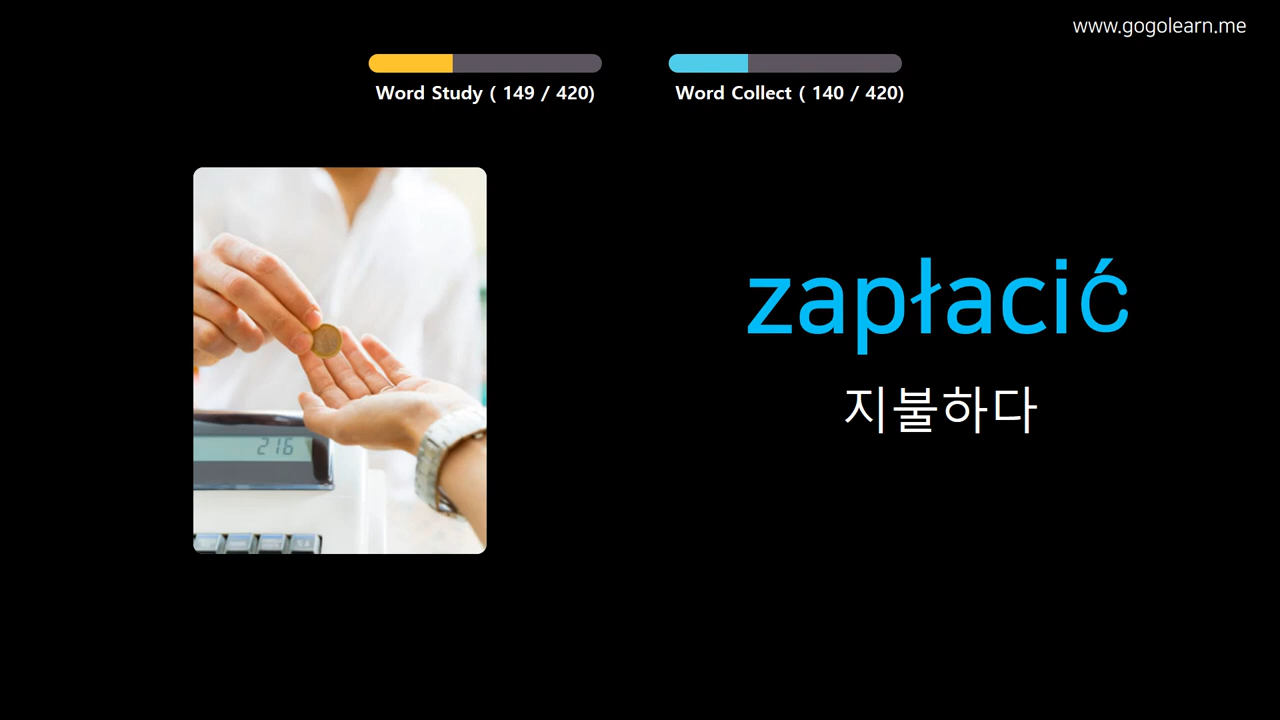 www.gogolearn.me
Word Study ( 149 / 420)
Word Collect ( 140 / 420)
zapłacić
지불하다
216